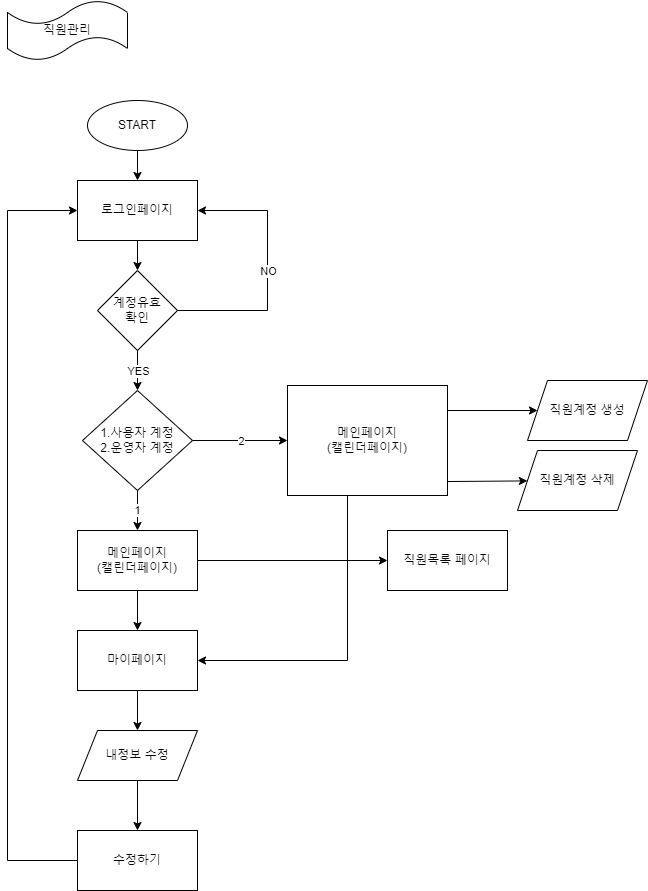 직원관리
START
로그인페이지
NO
계정유효
확인
YES
1.사용자 계정
2.운영자 계정
2
메인페이지
(캘린더페이지)
직원계정 생성
직원계정 삭제
1
메인페이지
(캘린더페이지)
직원목록 페이지
마이페이지
내정보 수정
수정하기